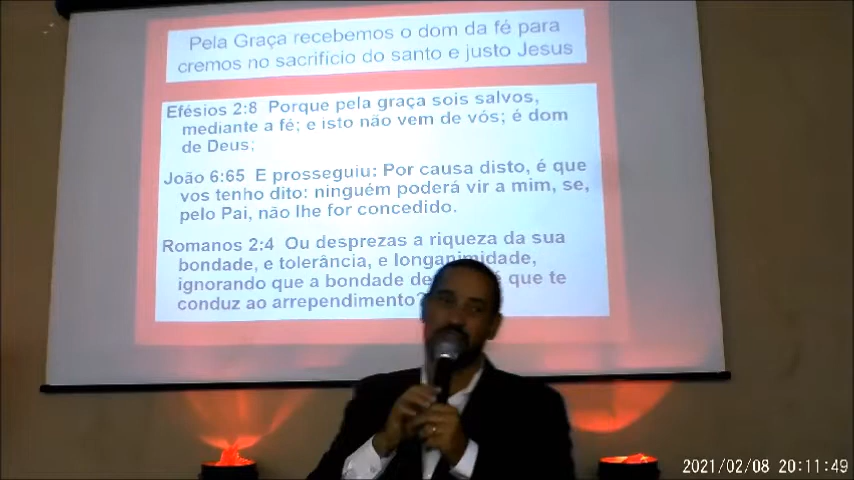 Pela Graça recebemos o dom da fé para
cremos no sacrifício do santo e justo Jesus
Efésios 2:8 Porque pela graça sois salvos,
mediante a fé; e isto não vem de vós; é dom
de Deus;
João 6:65 E prosseguiu: Por causa disto, é que
vos tenho dito: ninguém poderá vir a mim, se,
pelo Pai, não lhe for concedido.
Romanos 2:4 Ou desprezas a riqueza da sua
bondade, e tolerância, e longanimidade,
ignorando que a bondade de é que te
conduz ao arrependimento?
2021/02/08 20:11:49